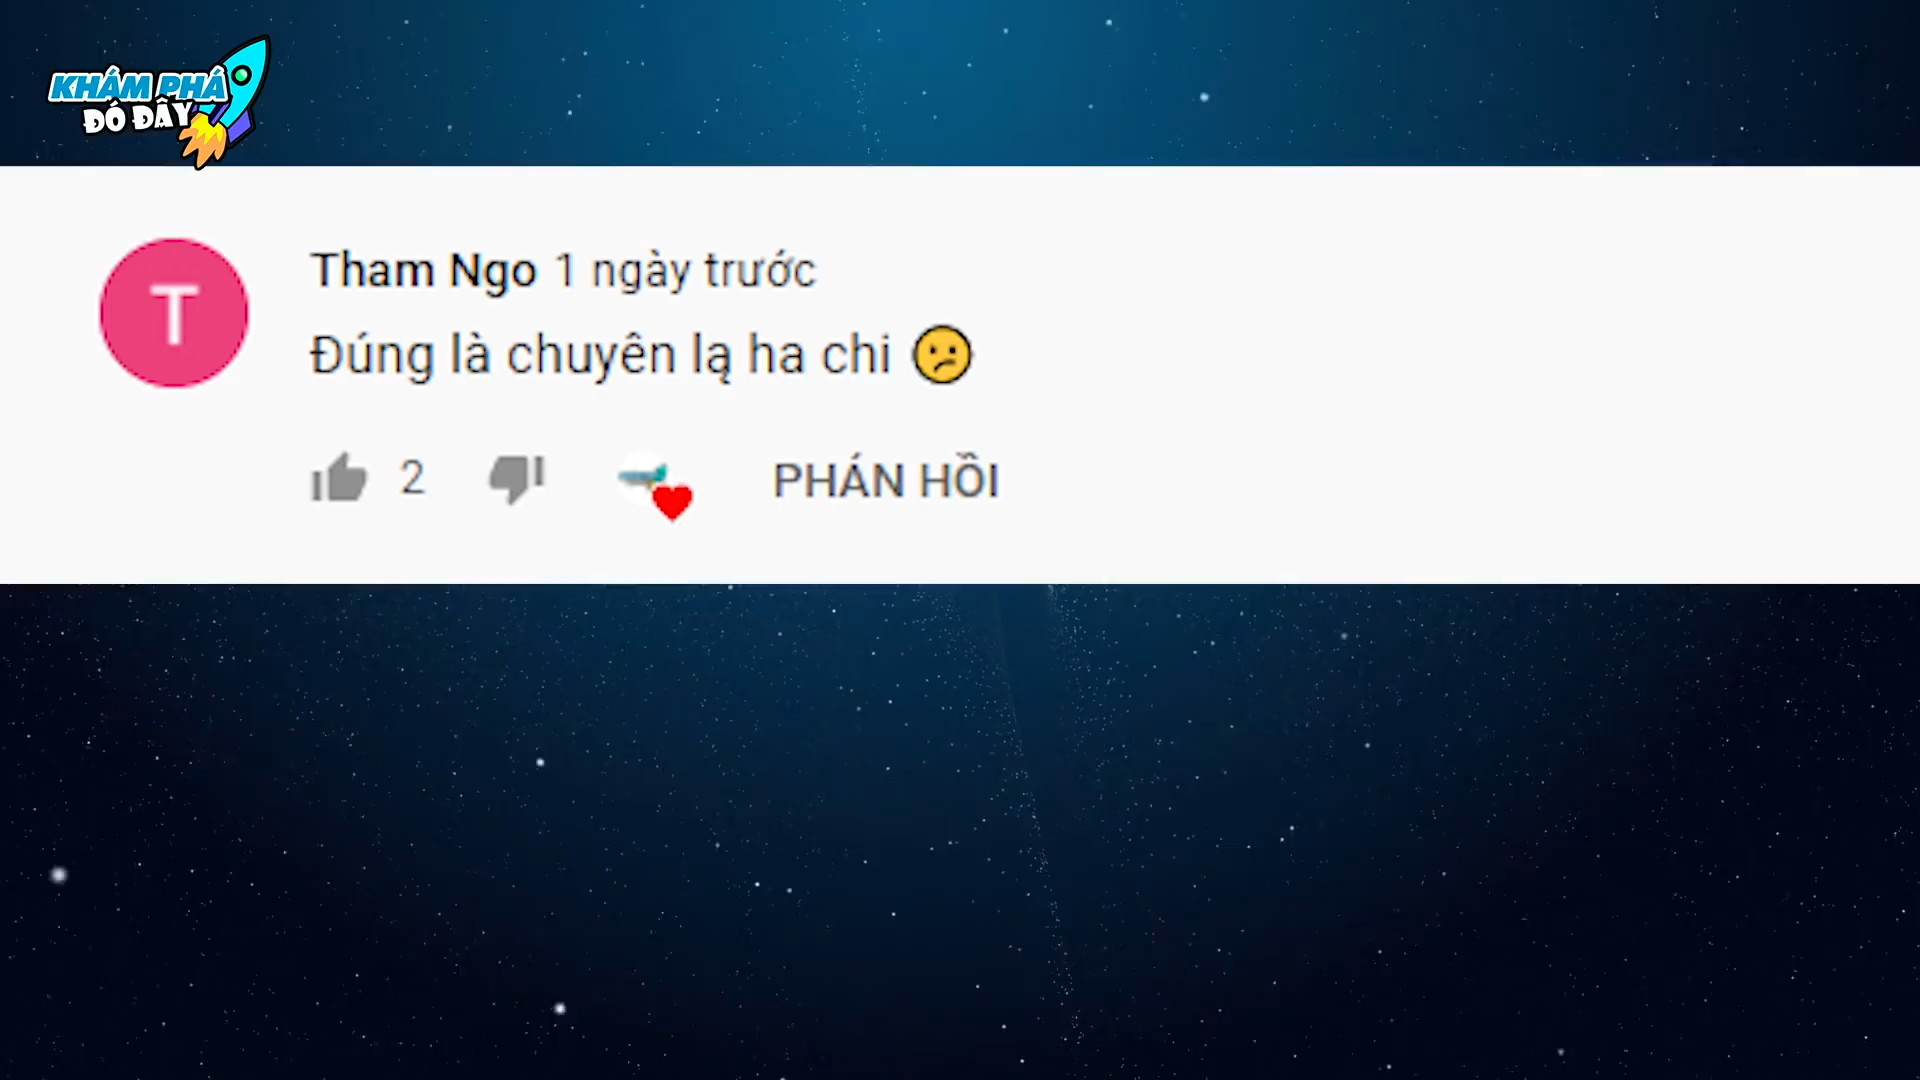 KHÁM PHÁ
ĐÓ ĐÂY
T
Tham Ngo 1 ngày trước
Đúng là chuyên lạ ha chi
2
PHẢN HỒI